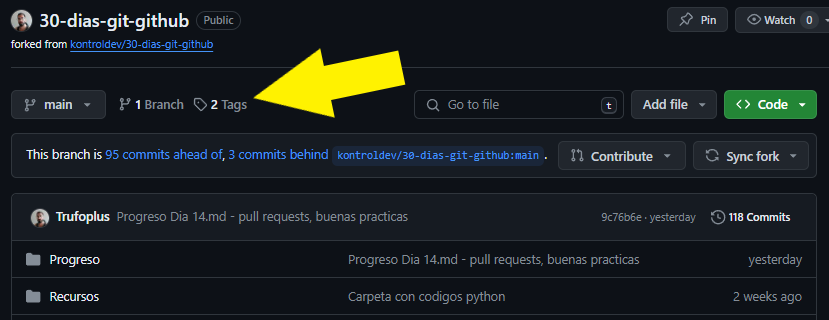 30-dias-git-github Public Pin Watch 0
forked from kontroldev/30-dias-git-github
main 1 Branch 2 Tags Go to file t Add file Code
This branch is 95 commits ahead of, 3 commits behind kontroldev/30-dias-git-github:main . Contribute Sync fork
Trufoplus Progreso Dia 14.md - pull requests, buenas practicas 9c76b6e · yesterday 118 Commits
Progreso Progreso Dia 14.md - pull requests, buenas practicas yesterday
Recursos Carpeta con codigos python 2 weeks ago